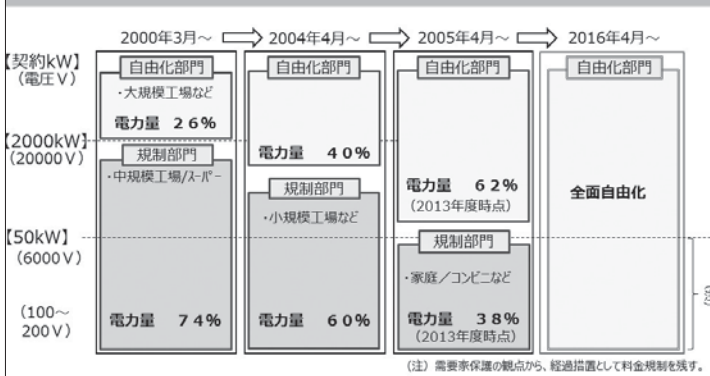 2000年3月～
2004年4月～
2005年4月～
2016年4月～
【契約kW】
（電圧V）
【2000kW】
（20000V）
【50kW】
（6000V）
（100～
200V）
自由化部門
・大規模工場など
電力量 26%
規制部門
・中規模工場/スーパー
電力量 74%
自由化部門
電力量 40%
規制部門
・小規模工場など
電力量 60%
自由化部門
電力量 62%
（2013年度時点）
規制部門
・家庭／コンビニなど
電力量 38%
（2013年度時点）
自由化部門
全面自由化
（注）需要家保護の観点から、経過措置として料金規制を残す。